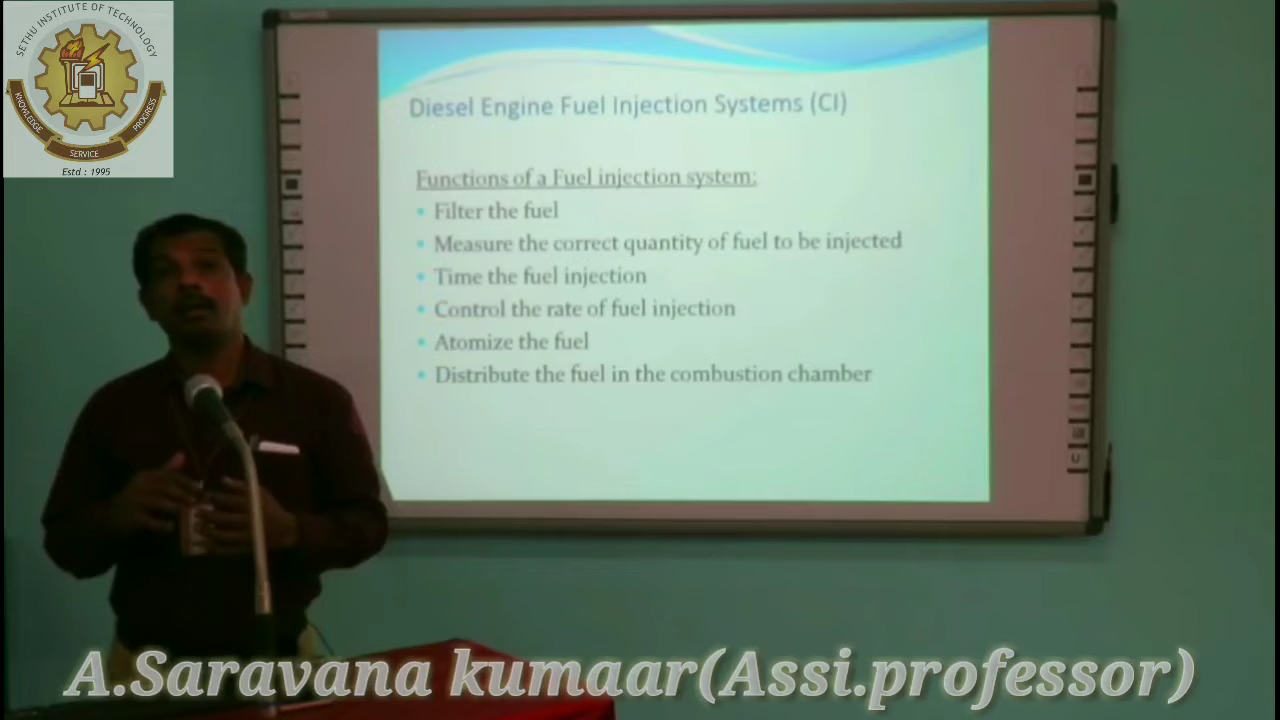 SETHU INSTITUTE OF TECHNOLOGY
KNOWLEDGE
SERVICE
PROGRESS
Estd : 1995
Diesel Engine Fuel Injection Systems (CI)
Functions of a Fuel injection system:
• Filter the fuel
• Measure the correct quantity of fuel to be injected
• Time the fuel injection
• Control the rate of fuel injection
• Atomize the fuel
• Distribute the fuel in the combustion chamber
A.Saravana kumaar(Assi.professor)